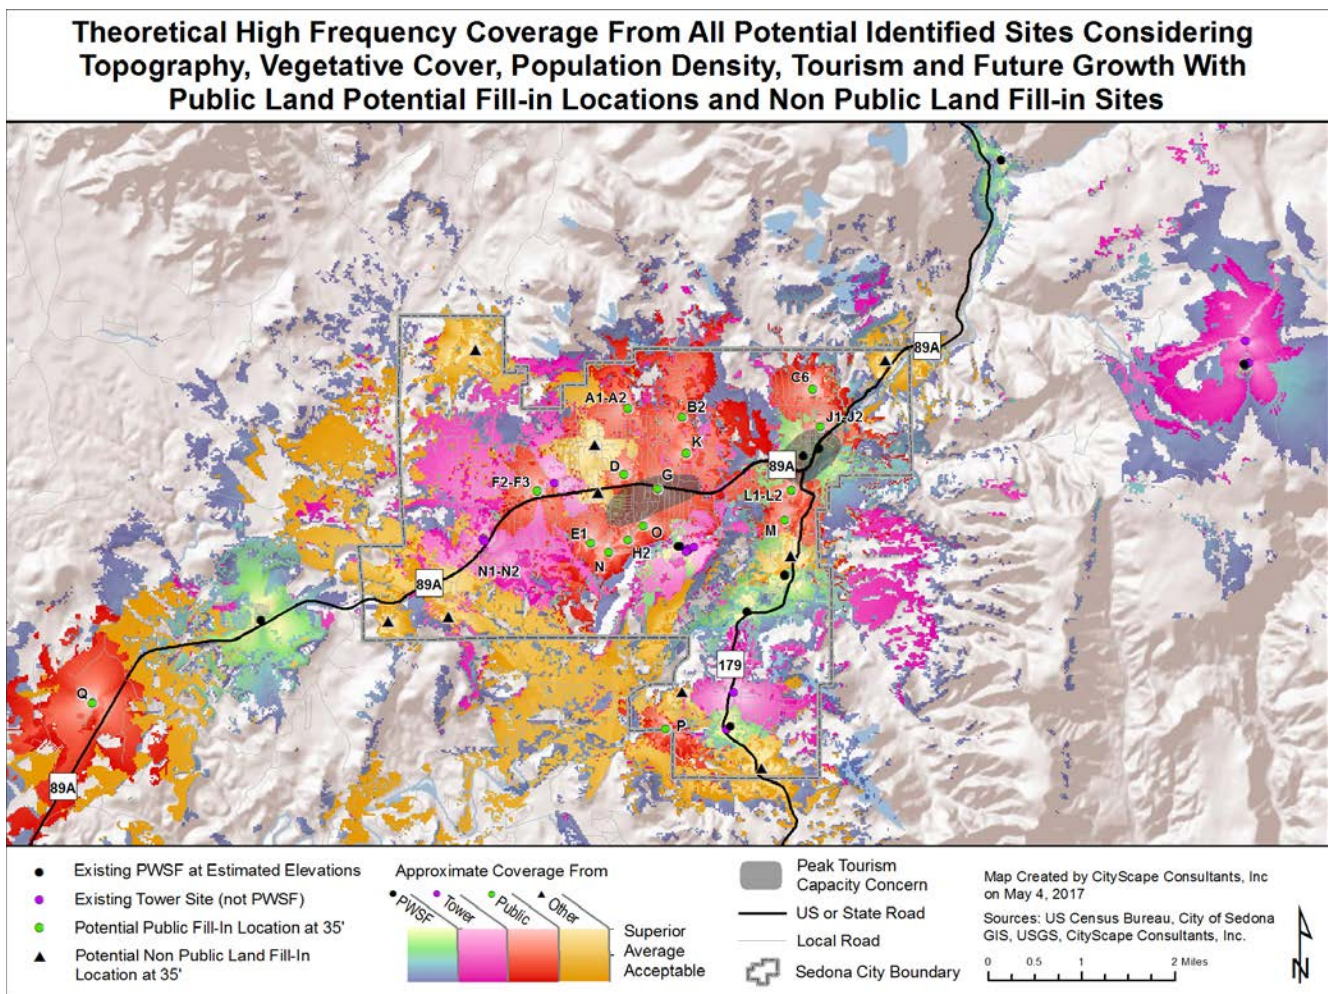 Theoretical High Frequency Coverage From All Potential Identified Sites Considering
Topography, Vegetative Cover, Population Density, Tourism and Future Growth With
Public Land Potential Fill-in Locations and Non Public Land Fill-in Sites
89A
C6
A1-A2
B2
J1-J2
K
89A
D
G
F2-F3
L1-L2
M
E1
O
H2
N
N1-N2
89A
179
Q
P
89A
Existing PWSF at Estimated Elevations
Existing Tower Site (not PWSF)
Potential Public Fill-In Location at 35'
Potential Non Public Land Fill-In
Location at 35'
Approximate Coverage From
PWSF
Tower
Public
Other
Superior
Average
Acceptable
Peak Tourism
Capacity Concern
US or State Road
Local Road
Sedona City Boundary
Map Created by CityScape Consultants, Inc
on May 4, 2017
Sources: US Census Bureau, City of Sedona
GIS, USGS, CityScape Consultants, Inc.
0 0.5 1 2 Miles
N